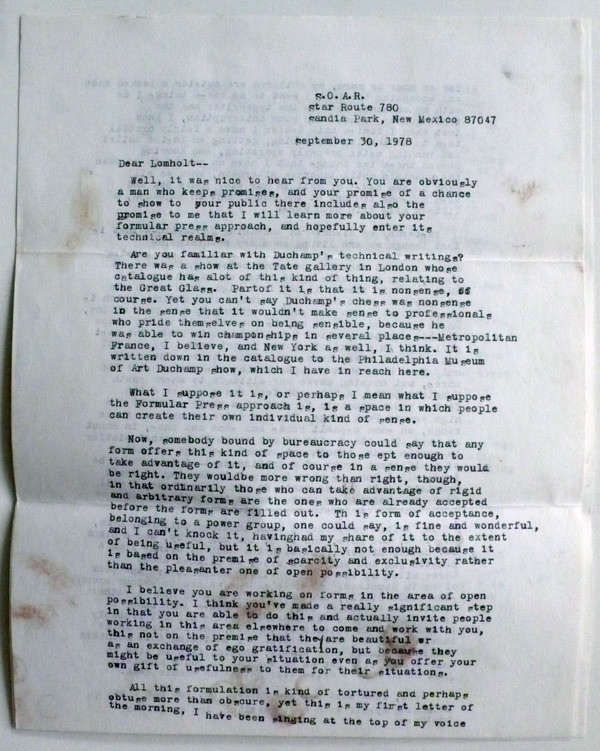 S.O.A.R.
Star Route 780
Sandia Park, New Mexico 87047
September 30, 1978
Dear Lomholt--
Well, it was nice to hear from you. You are obviously
a man who keeps promises, and your promise of a chance
to show to your public there includes also the
promise to me that I will learn more about your
formular press approach, and hopefully enter its
technical realms.
Are you familiar with Duchamp's technical writings?
There was a show at the Tate gallery in London whose
catalogue has alot of this kind of thing, relating to
the Great Glass. Partof it is that it is nonsense, of
course. Yet you can't say Duchamp's chess was nonsense
in the sense that it wouldn't make sense to professionals
who pride themselves on being sensible, because he
was able to win champonships in several places---Metropolitan
France, I believe, and New York as well, I think. It is
written down in the catalogue to the Philadelphia Museum
of Art Duchamp show, which I have in reach here.
What I suppose it is, or perhaps I mean what I suppose
the Formular Press approach is, is a space in which people
can create their own individual kind of sense.
Now, somebody bound by bureaucracy could say that any
form offers this kind of space to those ept enough to
take advantage of it, and of course in a sense they would
be right. They wouldbe more wrong than right, though,
in that ordinarily those who can take advantage of rigid
and arbitrary forms are the ones who are already accepted
before the forms are filled out. Th is form of acceptance,
belonging to a power group, one could say, is fine and wonderful,
and I can't knock it, havinghad my share of it to the extent
of being useful, but it is basically not enough because it
is based on the premise of scarcity and exclusivity rather
than the pleasanter one of open possibility.
I believe you are working on forms in the area of open
possibility. I think you've made a really significant step
in that you are able to do this and actually invite people
working in this area elsewhere to come and work with you,
this not on the premise that they are beautiful or
as an exchange of ego gratification, but because they
might be useful to your situation even as you offer your
own gift of usefulness to them for their situations.
All this formulation is kind of tortured and perhaps
obtuse more than obscure, yet this is my first letter of
the morning, I have been singing at the top of my voice